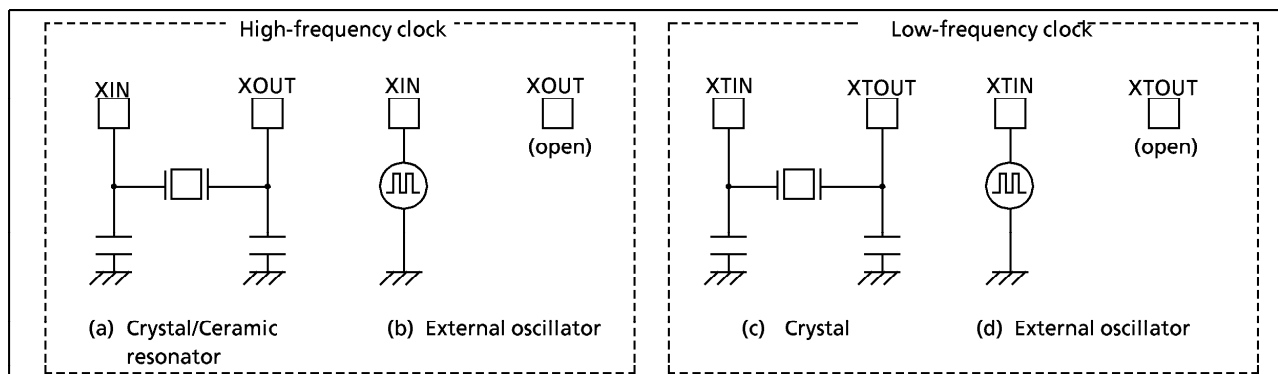 High-frequency clock
XIN
XOUT
XIN
XOUT
(open)
(a) Crystal/Ceramic
resonator
(b) External oscillator
Low-frequency clock
XTIN
XTOUT
XTIN
XTOUT
(open)
(c) Crystal
(d) External oscillator